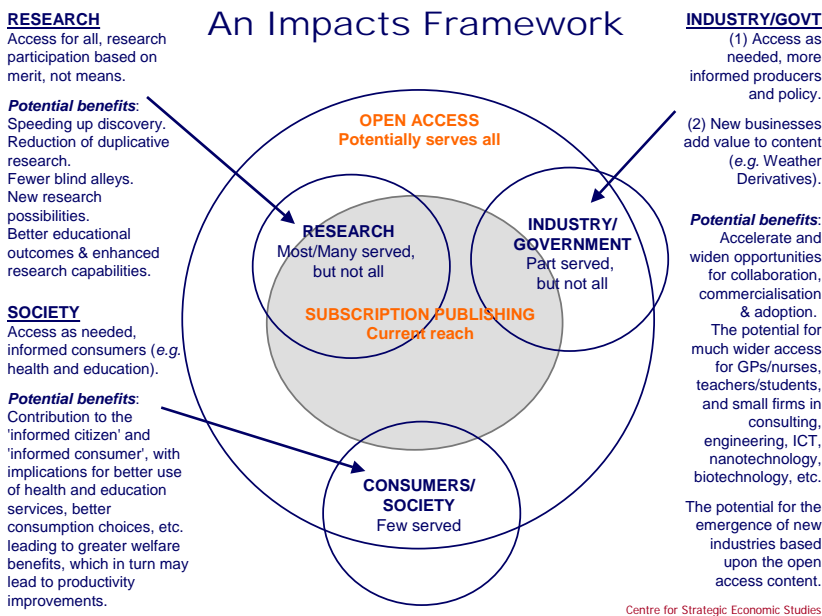 An Impacts Framework
RESEARCH
Access for all, research
participation based on
merit, not means.
Potential benefits:
Speeding up discovery.
Reduction of duplicative
research.
Fewer blind alleys.
New research
possibilities.
Better educational
outcomes & enhanced
research capabilities.
SOCIETY
Access as needed,
informed consumers (e.g.
health and education).
Potential benefits:
Contribution to the
'informed citizen' and
'informed consumer', with
implications for better use
of health and education
services, better
consumption choices, etc.
leading to greater welfare
benefits, which in turn may
lead to productivity
improvements.
OPEN ACCESS
Potentially serves all
RESEARCH
Most/Many served,
but not all
INDUSTRY/
GOVERNMENT
Part served,
but not all
SUBSCRIPTION PUBLISHING
Current reach
CONSUMERS/
SOCIETY
Few served
INDUSTRY/GOVT
(1) Access as
needed, more
informed producers
and policy.
(2) New businesses
add value to content
(e.g. Weather
Derivatives).
Potential benefits:
Accelerate and
widen opportunities
for collaboration,
commercialisation
& adoption.
The potential for
much wider access
for GPs/nurses,
teachers/students,
and small firms in
consulting,
engineering, ICT,
nanotechnology,
biotechnology, etc.
The potential for the
emergence of new
industries based
upon the open
access content.
Centre for Strategic Economic Studies